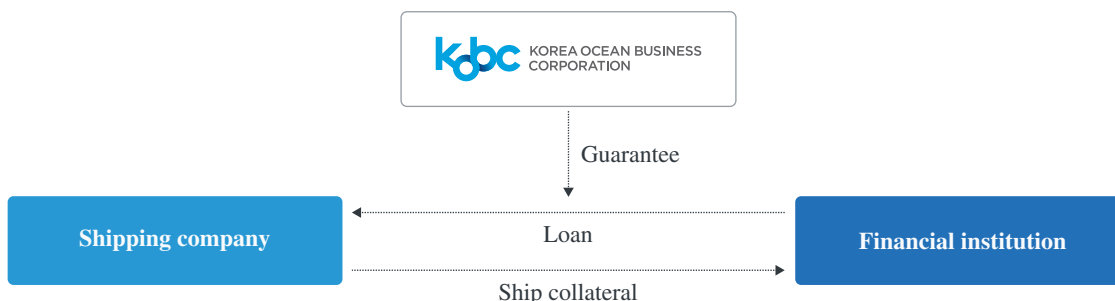 kobc KOREA OCEAN BUSINESS
CORPORATION
Guarantee
Shipping company
Loan
Financial institution
Ship collateral